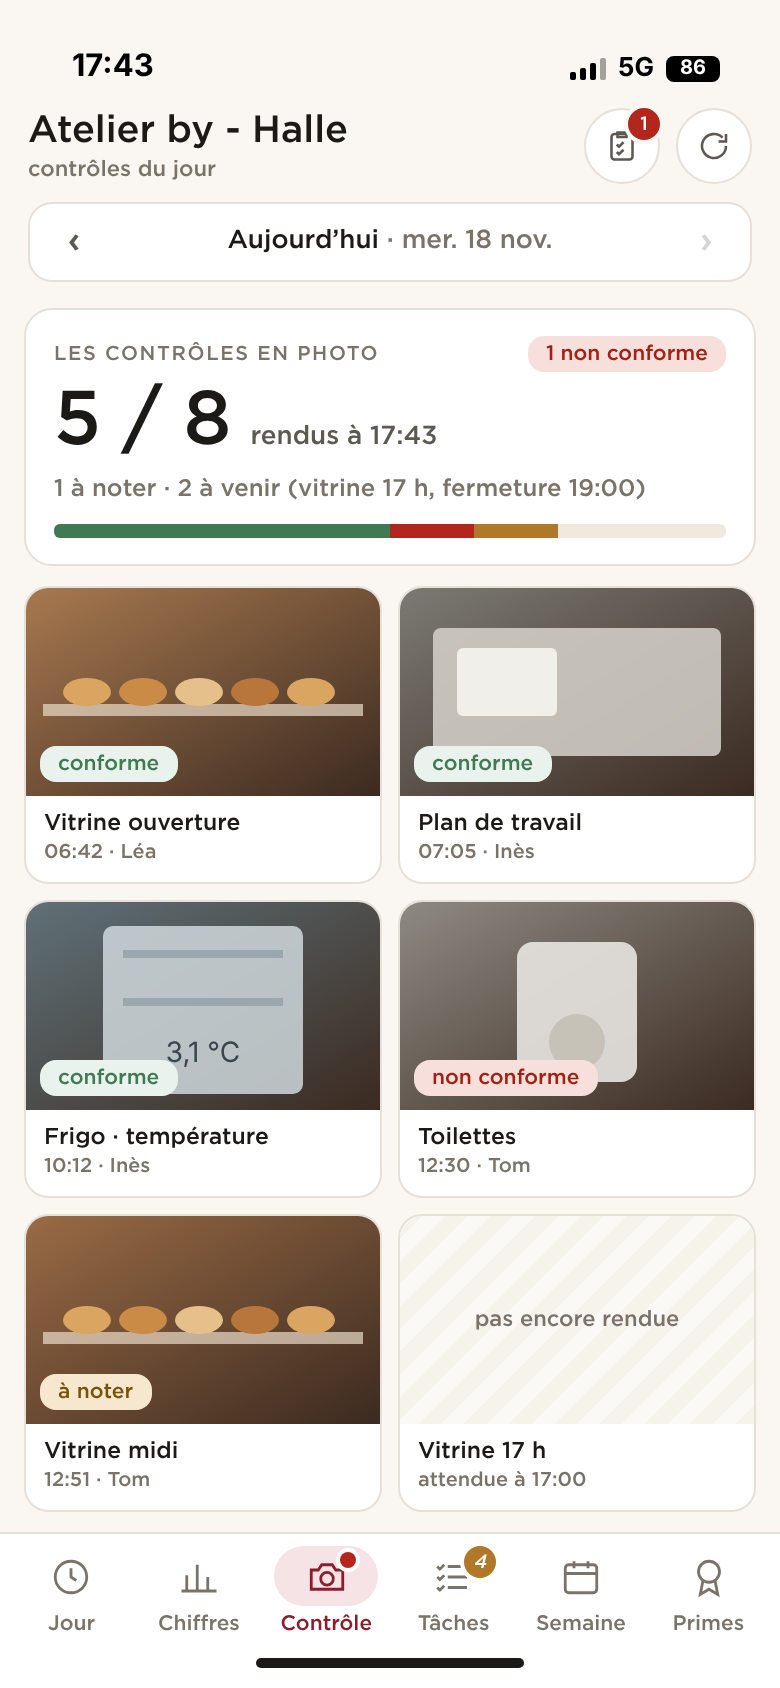 17:43
5G 86
Atelier by - Halle
1
contrôles du jour
‹ Aujourd’hui · mer. 18 nov. ›
LES CONTRÔLES EN PHOTO
1 non conforme
5 / 8 rendus à 17:43
1 à noter · 2 à venir (vitrine 17 h, fermeture 19:00)
conforme
Vitrine ouverture
06:42 · Léa
conforme
Plan de travail
07:05 · Inès
3,1 °C
conforme
Frigo · température
10:12 · Inès
non conforme
Toilettes
12:30 · Tom
à noter
Vitrine midi
12:51 · Tom
pas encore rendue
Vitrine 17 h
attendue à 17:00
4
Jour Chiffres Contrôle Tâches Semaine Primes